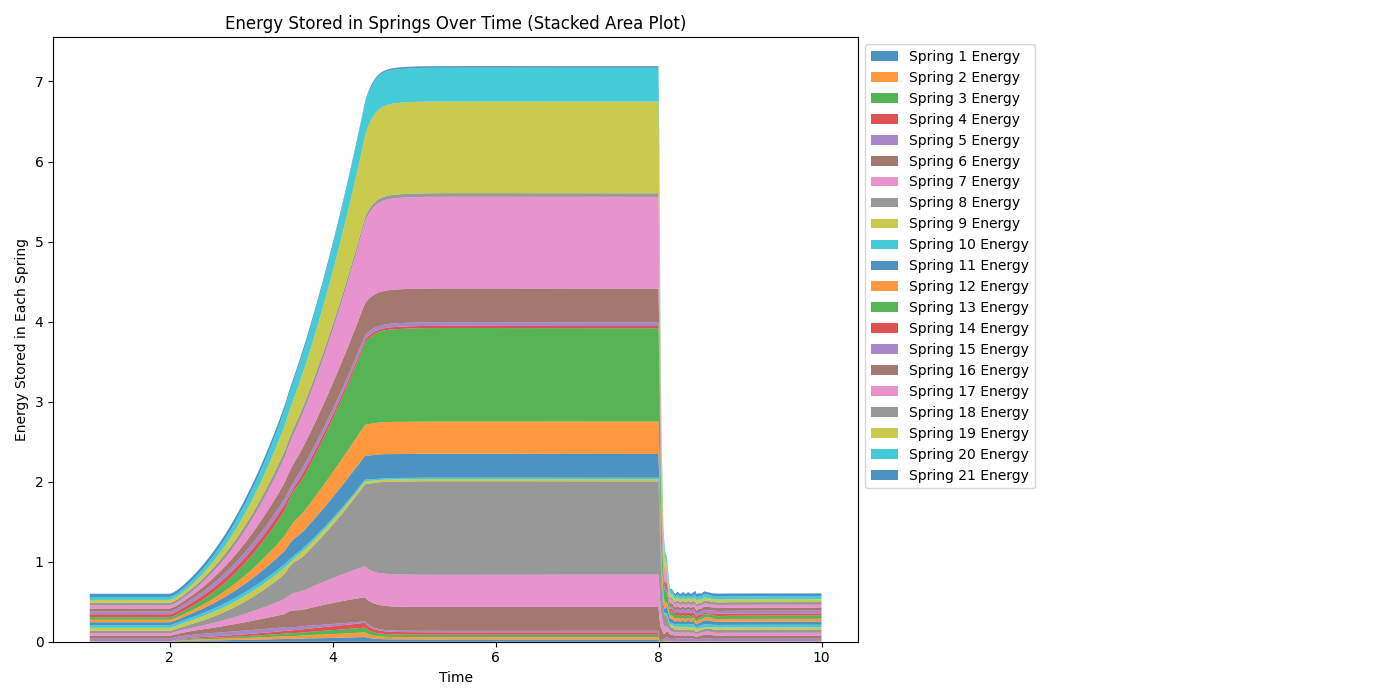 Energy Stored in Springs Over Time (Stacked Area Plot)
Energy Stored in Each Spring
7
6
5
4
3
2
1
0
2
4
6
8
10
Time
Spring 1 Energy
Spring 2 Energy
Spring 3 Energy
Spring 4 Energy
Spring 5 Energy
Spring 6 Energy
Spring 7 Energy
Spring 8 Energy
Spring 9 Energy
Spring 10 Energy
Spring 11 Energy
Spring 12 Energy
Spring 13 Energy
Spring 14 Energy
Spring 15 Energy
Spring 16 Energy
Spring 17 Energy
Spring 18 Energy
Spring 19 Energy
Spring 20 Energy
Spring 21 Energy